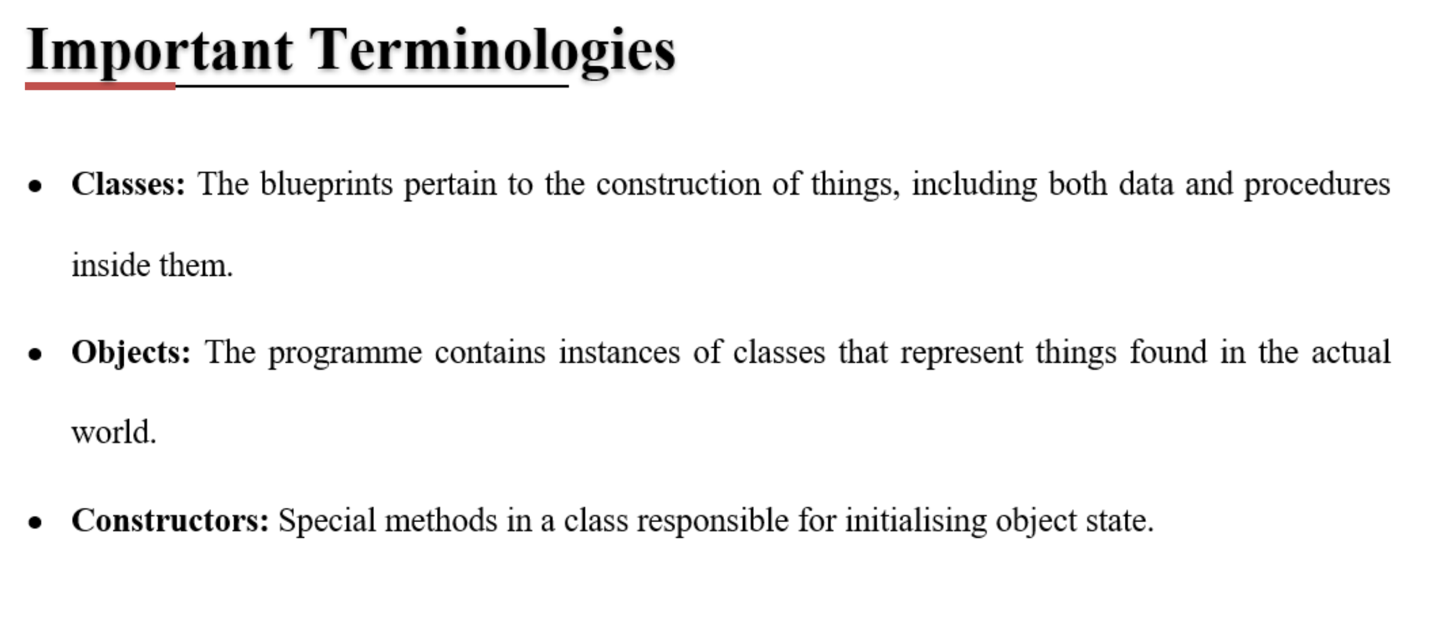 Important Terminologies
• Classes: The blueprints pertain to the construction of things, including both data and procedures
inside them.
• Objects: The programme contains instances of classes that represent things found in the actual
world.
• Constructors: Special methods in a class responsible for initialising object state.